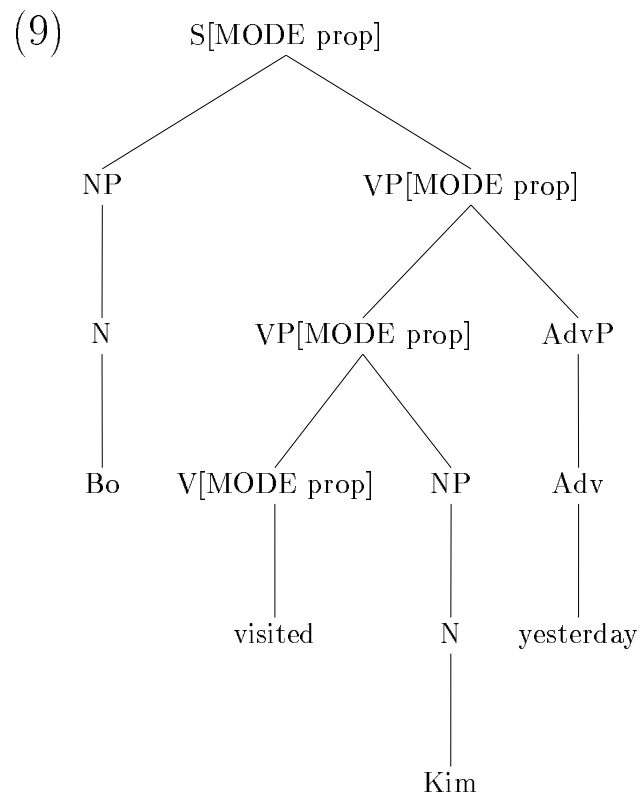 (9)
S[MODE prop]
NP VP[MODE prop]
N VP[MODE prop] AdvP
Bo V[MODE prop] NP Adv
visited N yesterday
Kim